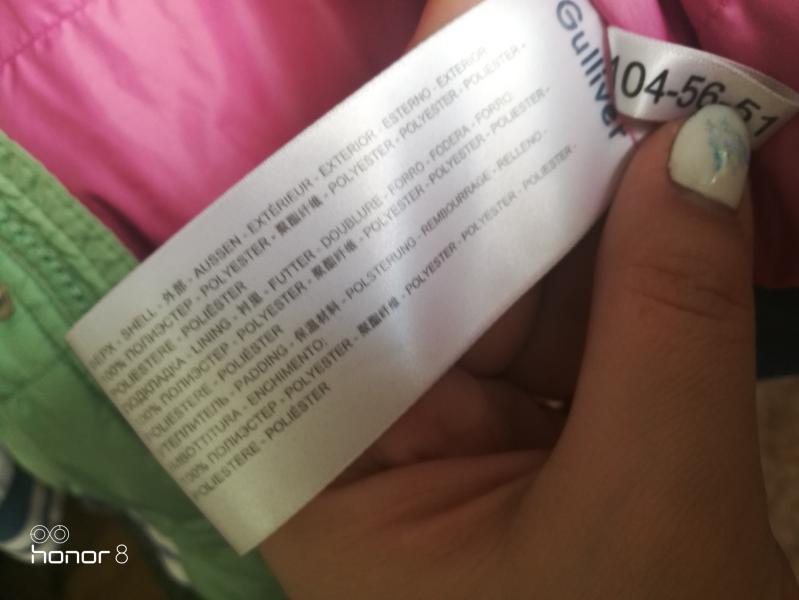 Gulliver
104-56-51
ВЕРХ - SHELL - 外部 - AUSSEN - EXTÉRIEUR - EXTERIOR - ESTERNO - EXTERIOR
100% ПОЛИЭСТЕР - POLYESTER - 聚酯纤维 - POLYESTER - POLYESTER - POLIÉSTER -
POLIESTERE - POLIÉSTER
ПОДКЛАДКА - LINING - 衬里 - FUTTER - DOUBLURE - FORRO - FODERA - FORRO:
100% ПОЛИЭСТЕР - POLYESTER - 聚酯纤维 - POLYESTER - POLYESTER - POLIÉSTER -
POLIESTERE - POLIÉSTER
УТЕПЛИТЕЛЬ - PADDING - 保温材料 - POLSTERUNG - REMBOURRAGE - RELLENO -
IMBOTTITURA - ENCHIMENTO:
100% ПОЛИЭСТЕР - POLYESTER - 聚酯纤维 - POLYESTER - POLYESTER - POLIESTER -
POLIESTERE - POLIÉSTER
honor 8